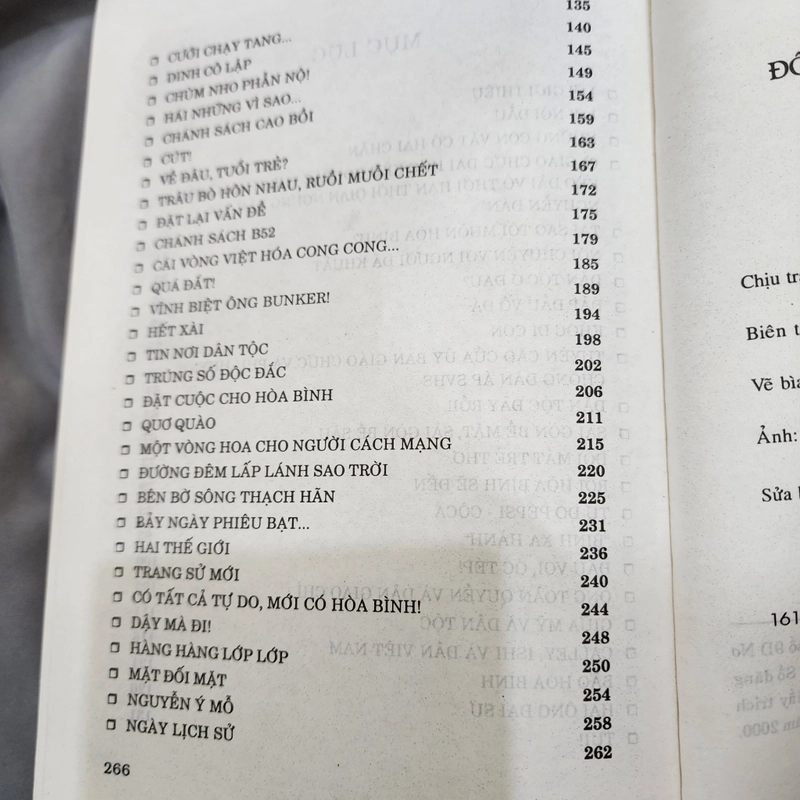 CƯỚI CHẠY TANG... 135
ĐINH CÔ LẬP 140
CHÙM NHO PHẪN NỘ! 145
HÁI NHỮNG VÌ SAO... 149
CHÁNH SÁCH CAO BỒI 154
CÚT! 159
VỀ ĐÂU, TUỔI TRẺ? 163
TRÂU BÒ HÔN NHAU, RUỒI MUỖI CHẾT 167
ĐẶT LẠI VẤN ĐỀ 172
CHÁNH SÁCH B52 175
CÁI VÒNG VIỆT HÓA CONG CONG... 179
QUÁ ĐẤT! 185
VĨNH BIỆT ÔNG BUNKER! 189
HẾT XÀI 194
TIN NƠI DÂN TỘC 198
TRÚNG SỐ ĐỘC ĐẮC 202
ĐẶT CUỘC CHO HÒA BÌNH 206
QUƠ QUÀO 211
MỘT VÒNG HOA CHO NGƯỜI CÁCH MẠNG 215
ĐƯỜNG ĐÊM LẤP LÁNH SAO TRỜI 220
BÊN BỜ SÔNG THẠCH HÃN 225
BẢY NGÀY PHIÊU BẠT... 231
HAI THẾ GIỚI 236
TRANG SỬ MỚI 240
CÓ TẤT CẢ TỰ DO, MỚI CÓ HÒA BÌNH! 244
DẬY MÀ ĐI! 248
HÀNG HÀNG LỚP LỚP 250
MẶT ĐỐI MẶT 254
NGUYỄN Ý MỖ 258
NGÀY LỊCH SỬ 262
266
Chịu
Biên
Vẽ
Ảnh:
Sửa
161